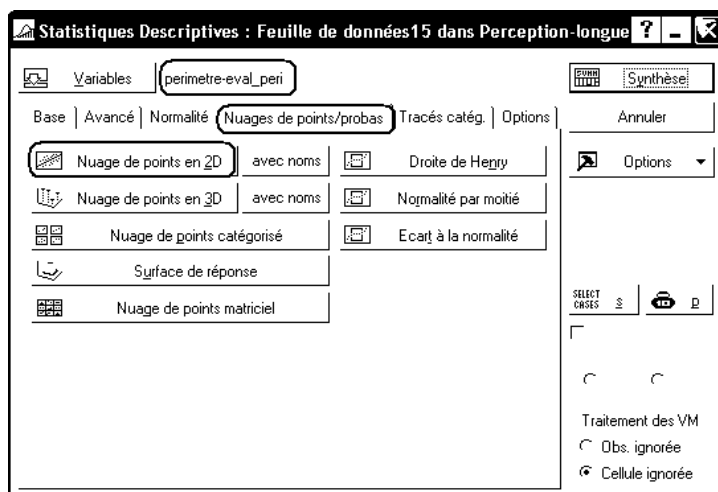 Statistiques Descriptives : Feuille de données15 dans Perception-longue
Variables
perimetre-eval_peri
Synthèse
Base
Avancé
Normalité
Nuages de points/probas
Tracés catég.
Options
Annuler
Nuage de points en 2D
avec noms
Droite de Henry
Options
Nuage de points en 3D
avec noms
Normalité par moitié
Nuage de points catégorisé
Ecart à la normalité
Surface de réponse
Nuage de points matriciel
SELECT CASES
S
D
Traitement des VM
Obs. ignorée
Cellule ignorée